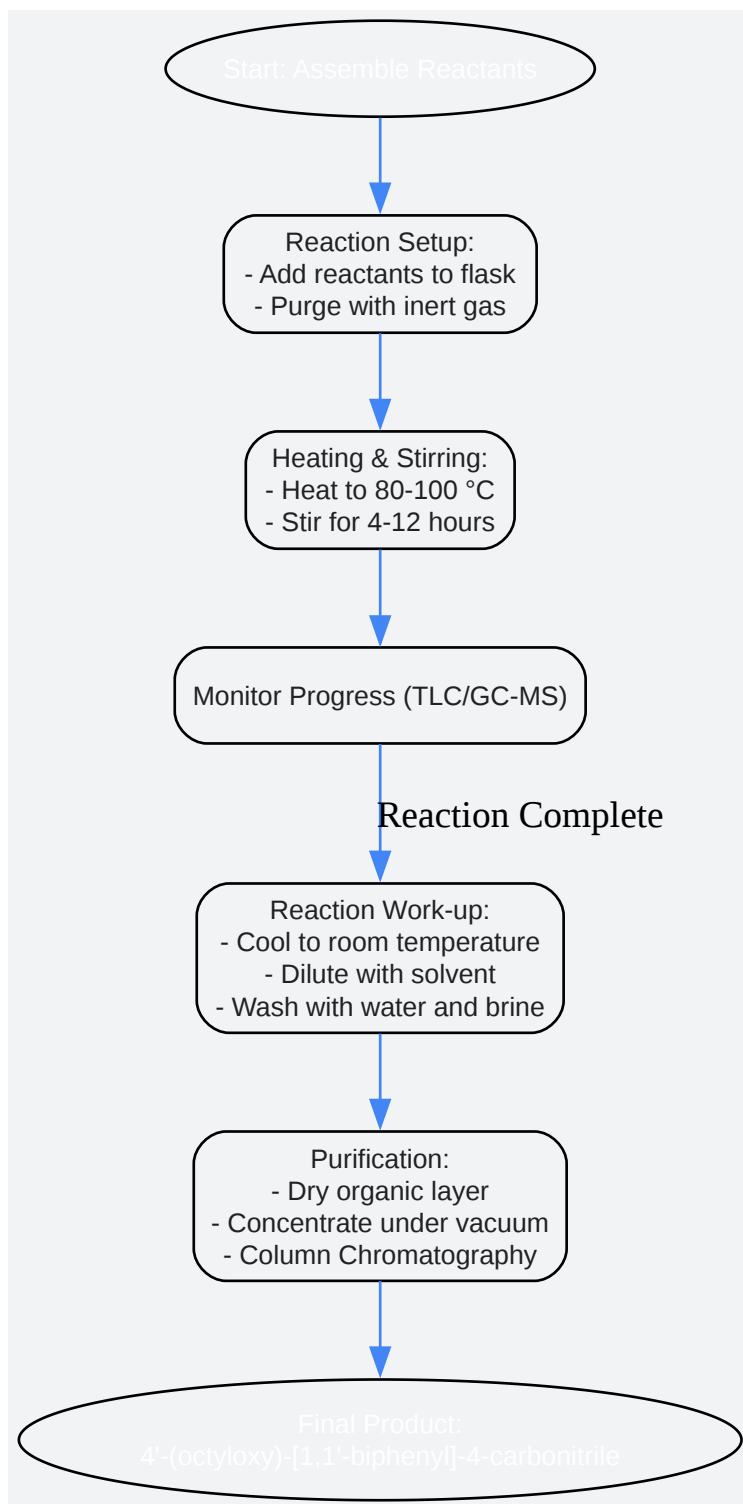 Start: Assemble Reactants
Reaction Setup:
- Add reactants to flask
- Purge with inert gas
Heating & Stirring:
- Heat to 80-100 °C
- Stir for 4-12 hours
Monitor Progress (TLC/GC-MS)
Reaction Complete
Reaction Work-up:
- Cool to room temperature
- Dilute with solvent
- Wash with water and brine
Purification:
- Dry organic layer
- Concentrate under vacuum
- Column Chromatography
Final Product:
4'-(octyloxy)-[1,1'-biphenyl]-4-carbonitrile